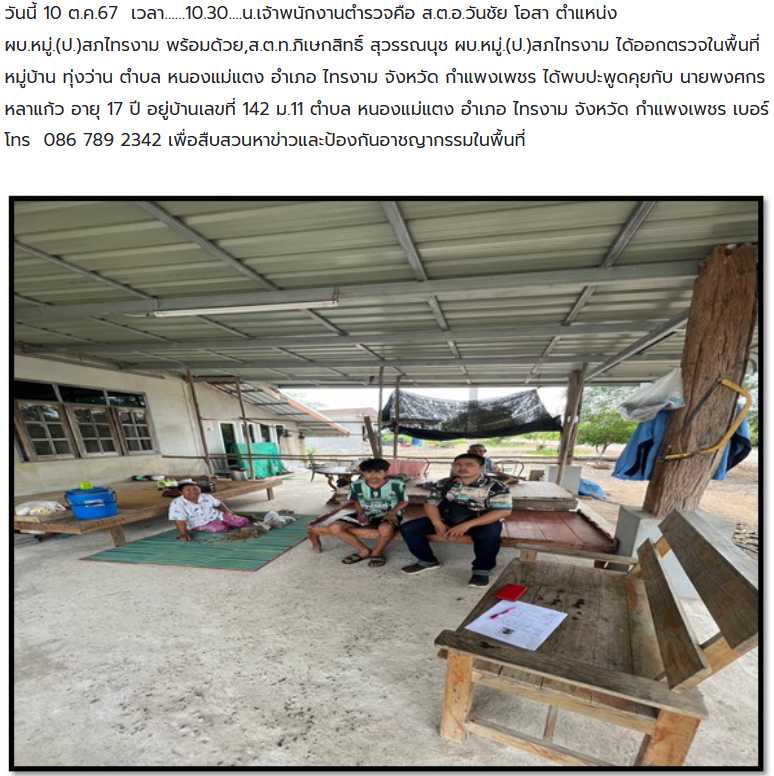 วันนี้ 10 ต.ค.67 เวลา......10.30....น.เจ้าพนักงานตำรวจคือ ส.ต.อ.วันชัย โอสา ตำแหน่ง
ผบ.หมู่.(ป.)สภไทรงาม พร้อมด้วย,ส.ต.ท.ภิเษกสิทธิ์ สุวรรณนุช ผบ.หมู่.(ป.)สภไทรงาม ได้ออกตรวจในพื้นที่
หมู่บ้าน ทุ่งว่าน ตำบล หนองแม่แตง อำเภอ ไทรงาม จังหวัด กำแพงเพชร ได้พบปะพูดคุยกับ นายพงศกร
หลาแก้ว อายุ 17 ปี อยู่บ้านเลขที่ 142 ม.11 ตำบล หนองแม่แตง อำเภอ ไทรงาม จังหวัด กำแพงเพชร เบอร์
โทร 086 789 2342 เพื่อสืบสวนหาข่าวและป้องกันอาชญากรรมในพื้นที่